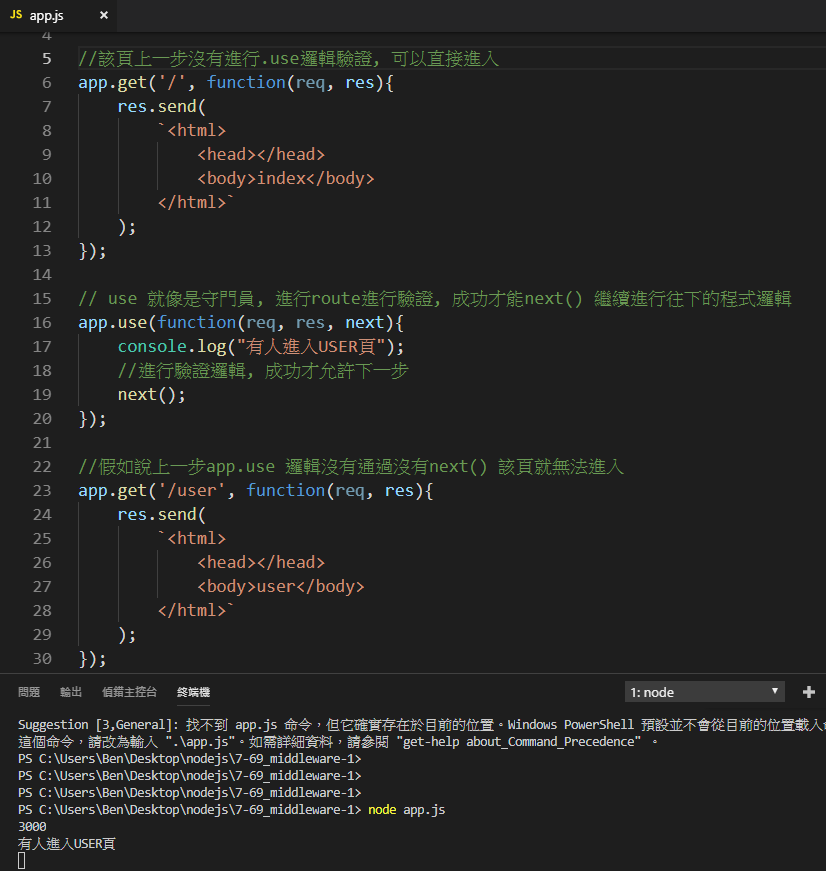 JS app.js ×
4
5 //該頁上一步沒有進行.use邏輯驗證, 可以直接進入
6 app.get('/', function(req, res){
7     res.send(
8         `<html>
9             <head></head>
10             <body>index</body>
11         </html>`
12     );
13 });
14
15 // use 就像是守門員, 進行route進行驗證, 成功才能next() 繼續進行往下的程式邏輯
16 app.use(function(req, res, next){
17     console.log("有人進入USER頁");
18     //進行驗證邏輯, 成功才允許下一步
19     next();
20 });
21
22 //假如說上一步app.use 邏輯沒有通過沒有next() 該頁就無法進入
23 app.get('/user', function(req, res){
24     res.send(
25         `<html>
26             <head></head>
27             <body>user</body>
28         </html>`
29     );
30 });
問題 輸出 偵錯主控台 終端機 1: node
Suggestion [3,General]: 找不到 app.js 命令，但它確實存在於目前的位置。Windows PowerShell 預設並不會從目前的位置載入
這個命令，請改為輸入 ".\app.js"。如需詳細資料，請參閱 "get-help about_Command_Precedence" 。
PS C:\Users\Ben\Desktop\nodejs\7-69_middleware-1>
PS C:\Users\Ben\Desktop\nodejs\7-69_middleware-1>
PS C:\Users\Ben\Desktop\nodejs\7-69_middleware-1>
PS C:\Users\Ben\Desktop\nodejs\7-69_middleware-1> node app.js
3000
有人進入USER頁